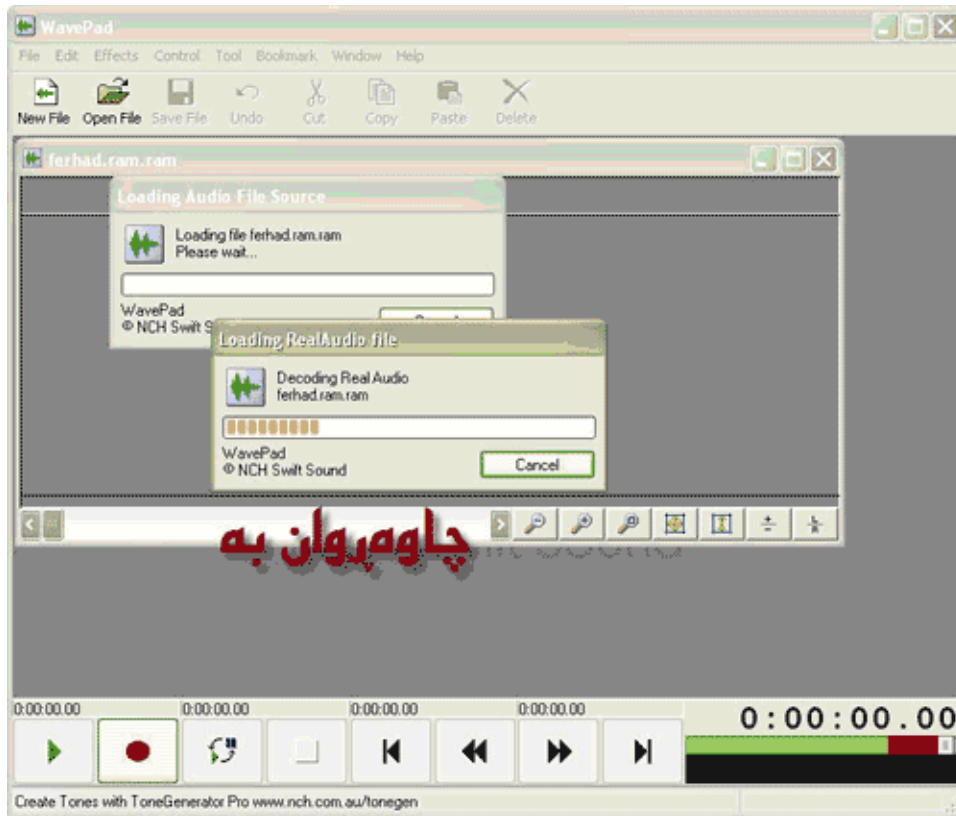 WavePad
File Edit Effects Control Tool Bookmark Window Help
New File Open File Save File Undo Cut Copy Paste Delete
ferhad.ram.ram
Loading Audio File Source
Loading file ferhad.ram.ram
Please wait...
WavePad
© NCH Swift S
Loading RealAudio file
Decoding Real Audio
ferhad.ram.ram
WavePad
© NCH Swift Sound
Cancel
چاوەڕوان بە
Sound
0:00:00.00 0:00:00.00 0:00:00.00 0:00:00.00
0:00:00.00
Create Tones with ToneGenerator Pro www.nch.com.au/tonegen